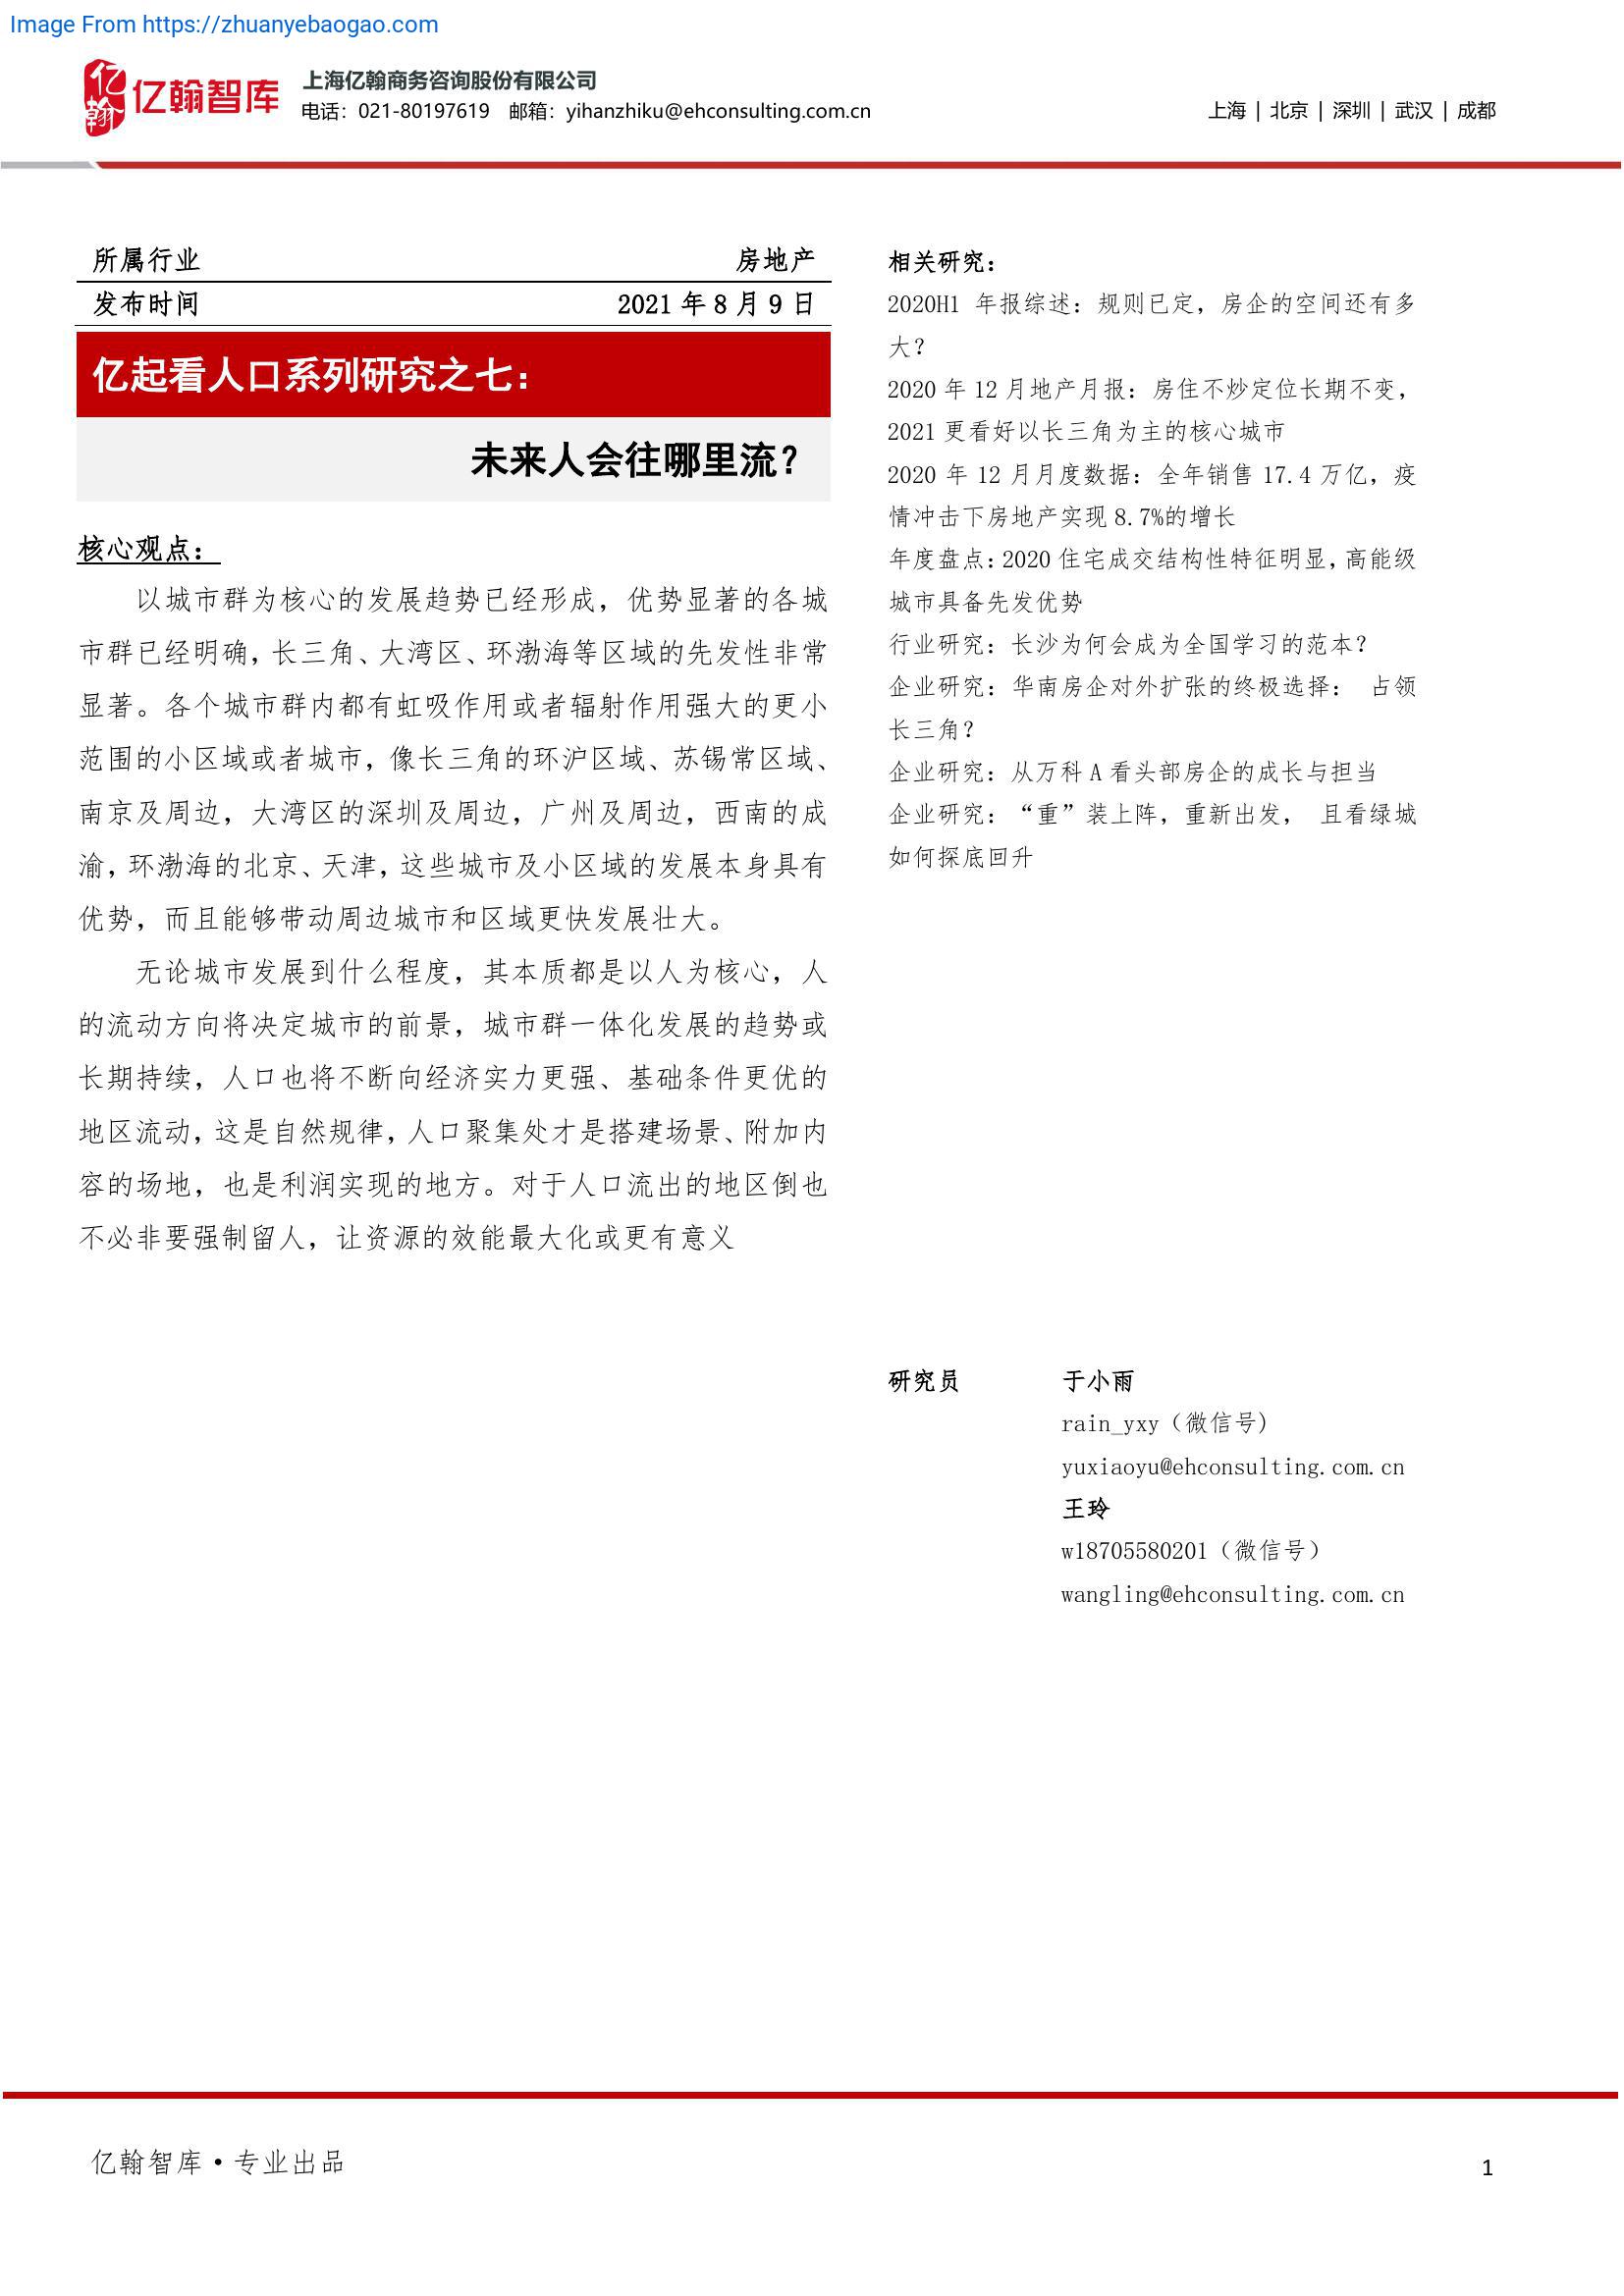 Image From https://zhuanyebaogao.com
亿翰
亿翰智库
上海亿翰商务咨询股份有限公司
电话：021-80197619 邮箱：yihanzhiku@ehconsulting.com.cn
上海 | 北京 | 深圳 | 武汉 | 成都
所属行业 房地产
发布时间 2021 年 8 月 9 日
亿起看人口系列研究之七：
未来人会往哪里流？
核心观点：
以城市群为核心的发展趋势已经形成，优势显著的各城
市群已经明确，长三角、大湾区、环渤海等区域的先发性非常
显著。各个城市群内都有虹吸作用或者辐射作用强大的更小
范围的小区域或者城市，像长三角的环沪区域、苏锡常区域、
南京及周边，大湾区的深圳及周边，广州及周边，西南的成
渝，环渤海的北京、天津，这些城市及小区域的发展本身具有
优势，而且能够带动周边城市和区域更快发展壮大。
无论城市发展到什么程度，其本质都是以人为核心，人
的流动方向将决定城市的前景，城市群一体化发展的趋势或
长期持续，人口也将不断向经济实力更强、基础条件更优的
地区流动，这是自然规律，人口聚集处才是搭建场景、附加内
容的场地，也是利润实现的地方。对于人口流出的地区倒也
不必非要强制留人，让资源的效能最大化或更有意义
相关研究：
2020H1 年报综述：规则已定，房企的空间还有多
大？
2020 年 12 月地产月报：房住不炒定位长期不变，
2021 更看好以长三角为主的核心城市
2020 年 12 月月度数据：全年销售 17.4 万亿，疫
情冲击下房地产实现 8.7%的增长
年度盘点：2020 住宅成交结构性特征明显，高能级
城市具备先发优势
行业研究：长沙为何会成为全国学习的范本？
企业研究：华南房企对外扩张的终极选择： 占领
长三角？
企业研究：从万科 A 看头部房企的成长与担当
企业研究：“重”装上阵，重新出发， 且看绿城
如何探底回升
研究员 于小雨
rain_yxy（微信号)
yuxiaoyu@ehconsulting.com.cn
王玲
w18705580201（微信号）
wangling@ehconsulting.com.cn
亿翰智库•专业出品
1